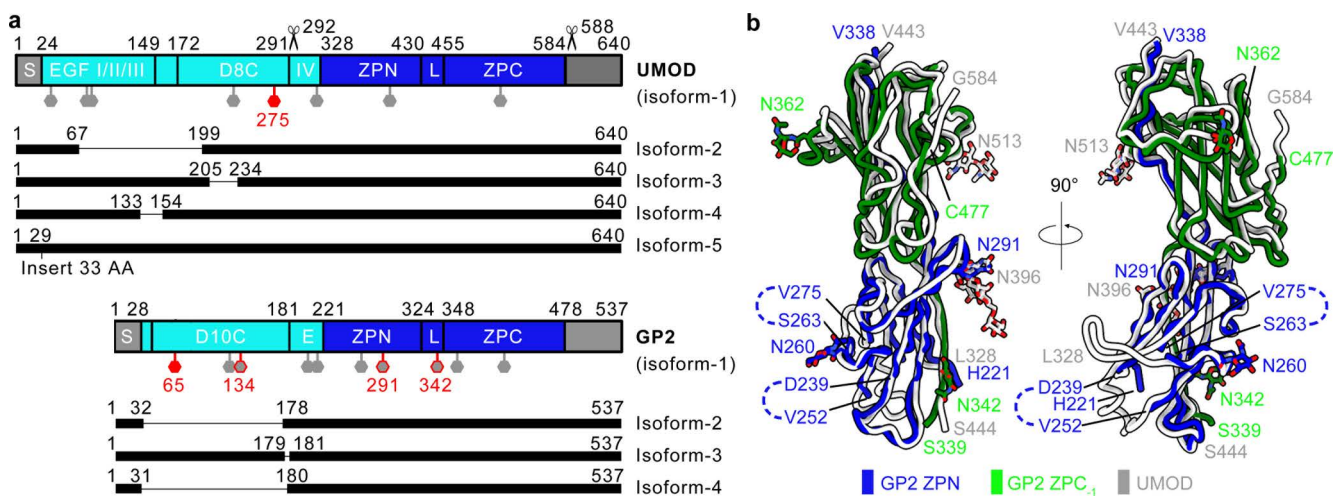 a
292
588
1 24 149 172 291 328 430 455 584 640
S EGF I/II/III D8C IV ZPN L ZPC UMOD
(isoform-1)
275
1 67 199 640 Isoform-2
1 205 234 640 Isoform-3
1 133 154 640 Isoform-4
1 29 640 Isoform-5
Insert 33 AA
1 28 181 221 324 348 478 537
S D10C E ZPN L ZPC GP2
(isoform-1)
65 134 291 342
1 32 178 537 Isoform-2
1 179 181 537 Isoform-3
1 31 180 537 Isoform-4
b
V443
V338
G584
N362
N513
C477
N291
N396
V275
S263
N260
L328
H221
D239
V252
N342
S444
S339
90°
V443
V338
N362
G584
N513
C477
N291
N396
V275
S263
L328
N260
D239
H221
N342
V252
S339
S444
GP2 ZPN GP2 ZPC-1 UMOD